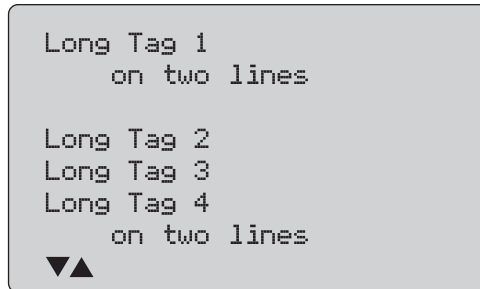 Long Tag 1
on two lines
Long Tag 2
Long Tag 3
Long Tag 4
on two lines
▼▲